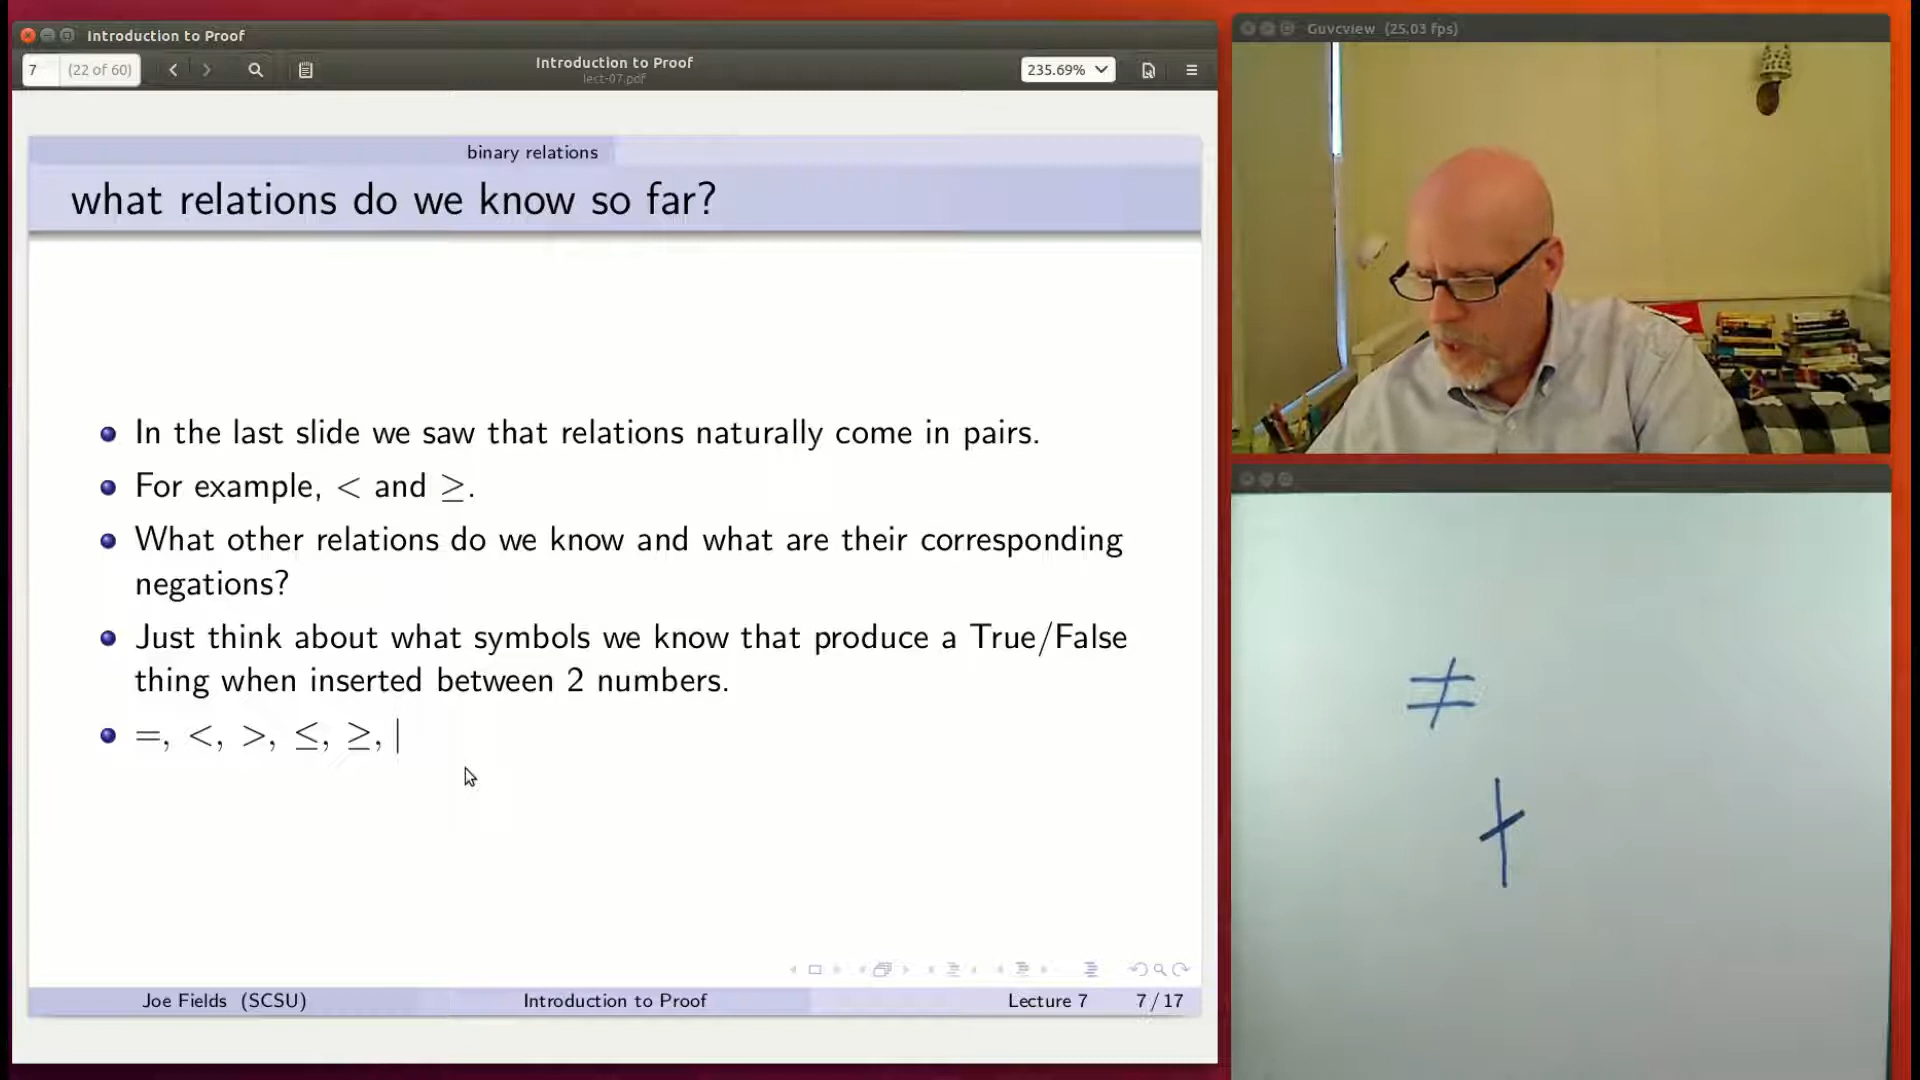 Introduction to Proof
7 (22 of 60)
Introduction to Proof
lect-07.pdf
235.69%
binary relations
what relations do we know so far?
In the last slide we saw that relations naturally come in pairs.
For example, < and ≥.
What other relations do we know and what are their corresponding
negations?
Just think about what symbols we know that produce a True/False
thing when inserted between 2 numbers.
=, <, >, ≤, ≥, |
Joe Fields (SCSU) Introduction to Proof Lecture 7 7 / 17
Guvcview (25.03 fps)
≠
∤